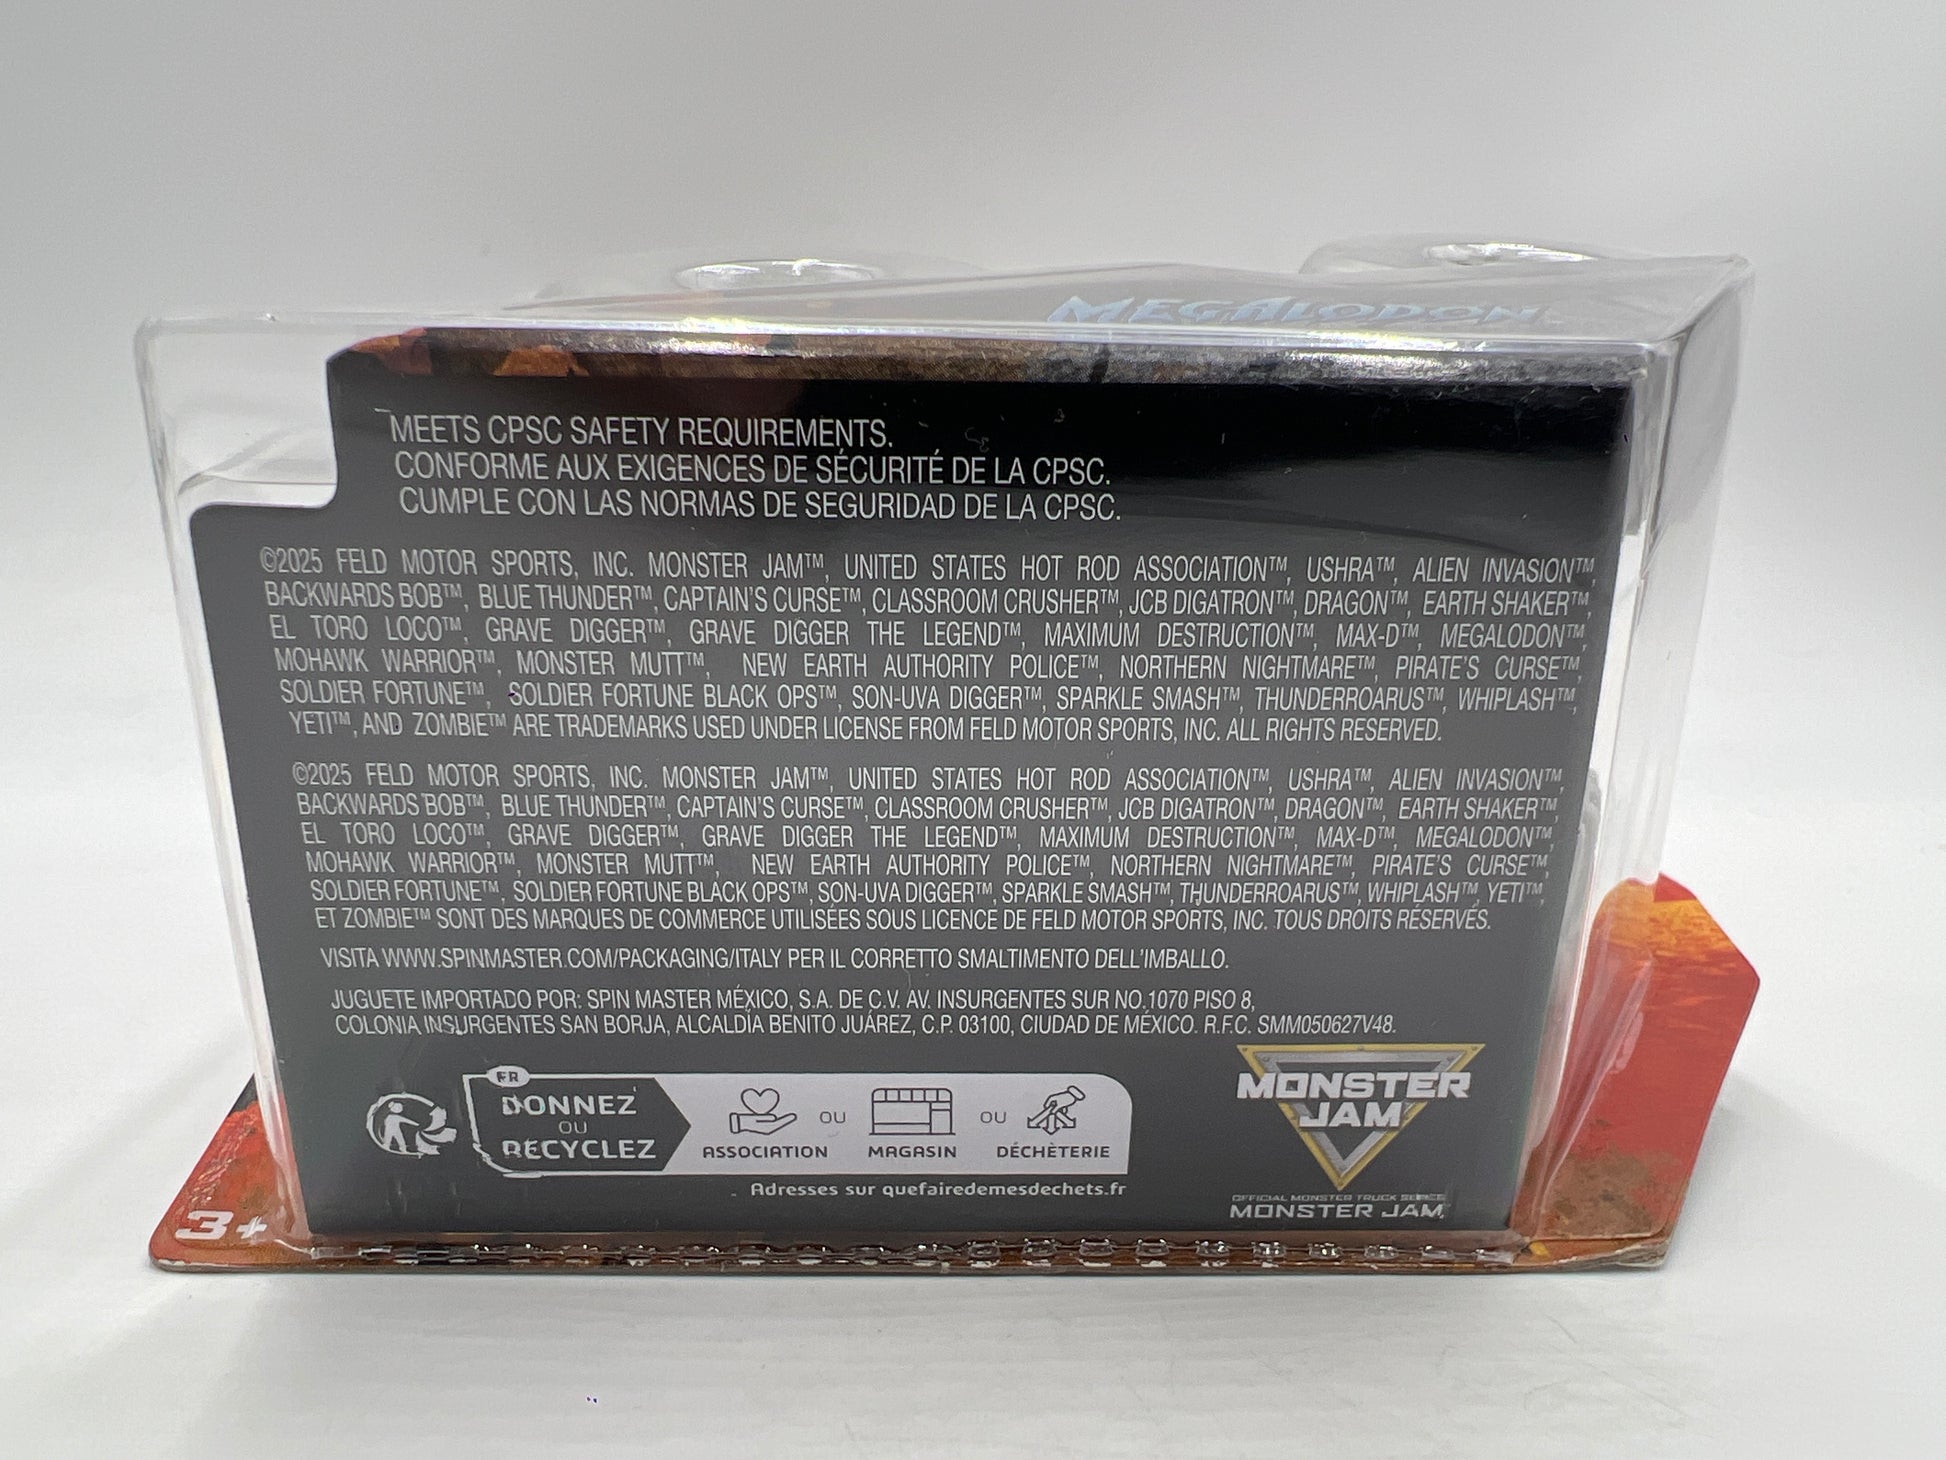 MEGALODON
MEETS CPSC SAFETY REQUIREMENTS.
CONFORME AUX EXIGENCES DE SÉCURITÉ DE LA CPSC.
CUMPLE CON LAS NORMAS DE SEGURIDAD DE LA CPSC.
©2025 FELD MOTOR SPORTS, INC. MONSTER JAM™, UNITED STATES HOT ROD ASSOCIATION™, USHRA™, ALIEN INVASION™,
BACKWARDS BOB™, BLUE THUNDER™, CAPTAIN'S CURSE™, CLASSROOM CRUSHER™, JCB DIGATRON™, DRAGON™, EARTH SHAKER™,
EL TORO LOCO™, GRAVE DIGGER™, GRAVE DIGGER THE LEGEND™, MAXIMUM DESTRUCTION™, MAX-D™, MEGALODON™,
MOHAWK WARRIOR™, MONSTER MUTT™, NEW EARTH AUTHORITY POLICE™, NORTHERN NIGHTMARE™, PIRATE'S CURSE™,
SOLDIER FORTUNE™, SOLDIER FORTUNE BLACK OPS™, SON-UVA DIGGER™, SPARKLE SMASH™, THUNDERROARUS™, WHIPLASH™,
YETI™, AND ZOMBIE™ ARE TRADEMARKS USED UNDER LICENSE FROM FELD MOTOR SPORTS, INC. ALL RIGHTS RESERVED.
©2025 FELD MOTOR SPORTS, INC. MONSTER JAM™, UNITED STATES HOT ROD ASSOCIATION™, USHRA™, ALIEN INVASION™,
BACKWARDS BOB™, BLUE THUNDER™, CAPTAIN'S CURSE™, CLASSROOM CRUSHER™, JCB DIGATRON™, DRAGON™, EARTH SHAKER™,
EL TORO LOCO™, GRAVE DIGGER™, GRAVE DIGGER THE LEGEND™, MAXIMUM DESTRUCTION™, MAX-D™, MEGALODON™,
MOHAWK WARRIOR™, MONSTER MUTT™, NEW EARTH AUTHORITY POLICE™, NORTHERN NIGHTMARE™, PIRATE'S CURSE™,
SOLDIER FORTUNE™, SOLDIER FORTUNE BLACK OPS™, SON-UVA DIGGER™, SPARKLE SMASH™, THUNDERROARUS™, WHIPLASH™, YETI™,
ET ZOMBIE™ SONT DES MARQUES DE COMMERCE UTILISÉES SOUS LICENCE DE FELD MOTOR SPORTS, INC. TOUS DROITS RÉSERVÉS.
VISITA WWW.SPINMASTER.COM/PACKAGING/ITALY PER IL CORRETTO SMALTIMENTO DELL'IMBALLO.
JUGUETE IMPORTADO POR: SPIN MASTER MÉXICO, S.A. DE C.V. AV. INSURGENTES SUR NO.1070 PISO 8,
COLONIA INSURGENTES SAN BORJA, ALCALDÍA BENITO JUÁREZ, C.P. 03100, CIUDAD DE MÉXICO. R.F.C. SMM050627V48.
FR
DONNEZ
OU
RECYCLEZ
ASSOCIATION OU MAGASIN OU DÉCHÈTERIE
Adresses sur quefairedemesdechets.fr
MONSTER
JAM
OFFICIAL MONSTER TRUCK SERIES
MONSTER JAM
3+